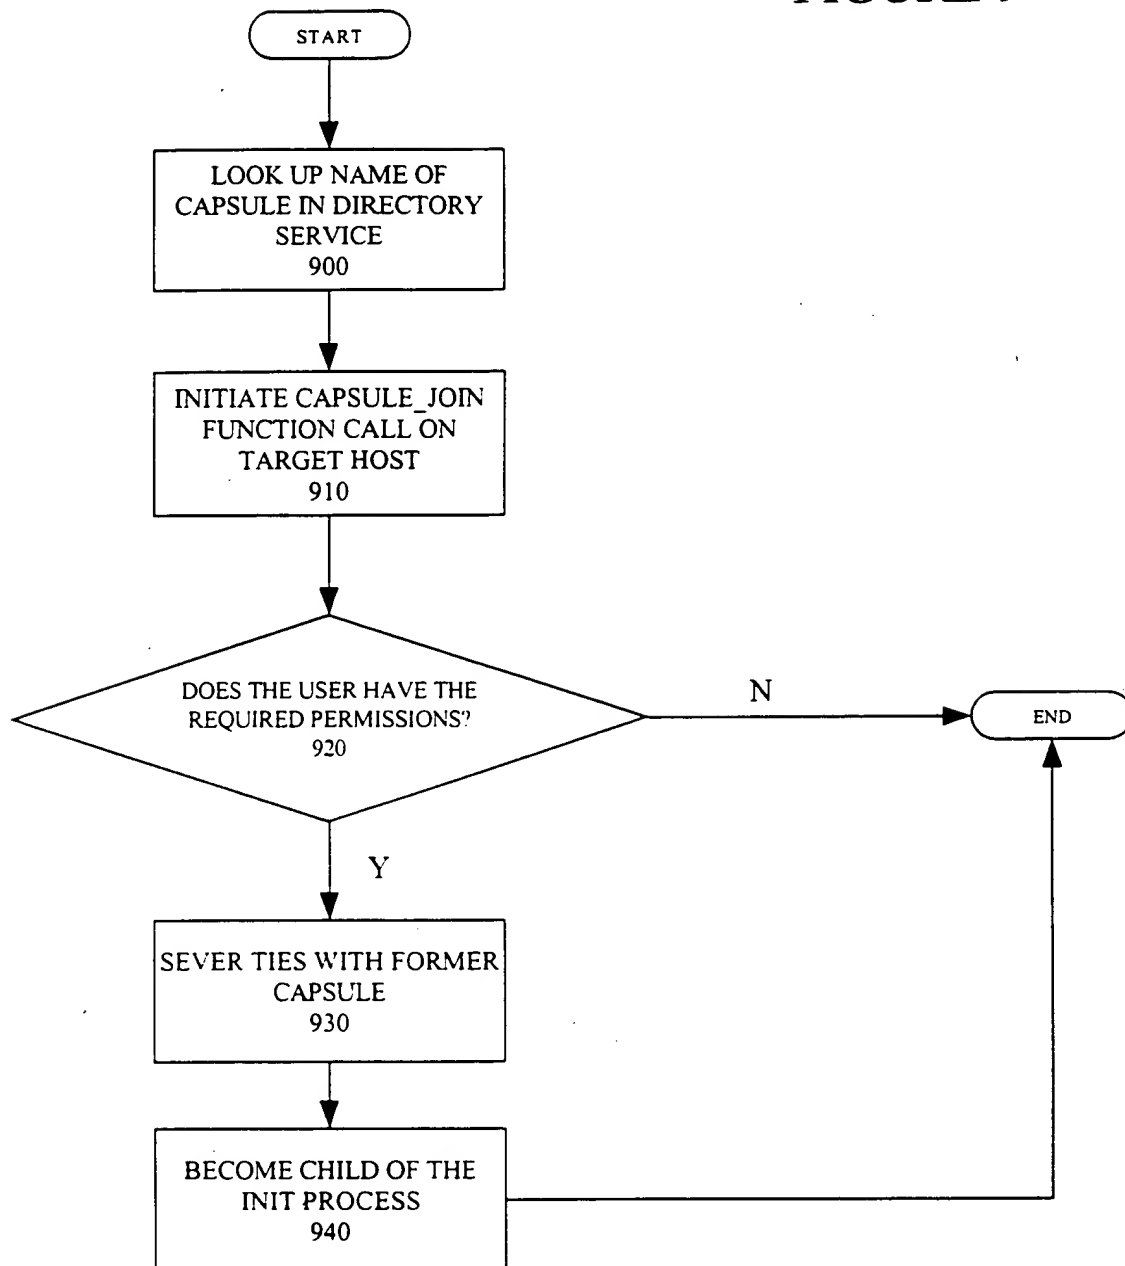 START
LOOK UP NAME OF
CAPSULE IN DIRECTORY
SERVICE
900
INITIATE CAPSULE_JOIN
FUNCTION CALL ON
TARGET HOST
910
DOES THE USER HAVE THE
REQUIRED PERMISSIONS?
920
N
END
Y
SEVER TIES WITH FORMER
CAPSULE
930
BECOME CHILD OF THE
INIT PROCESS
940